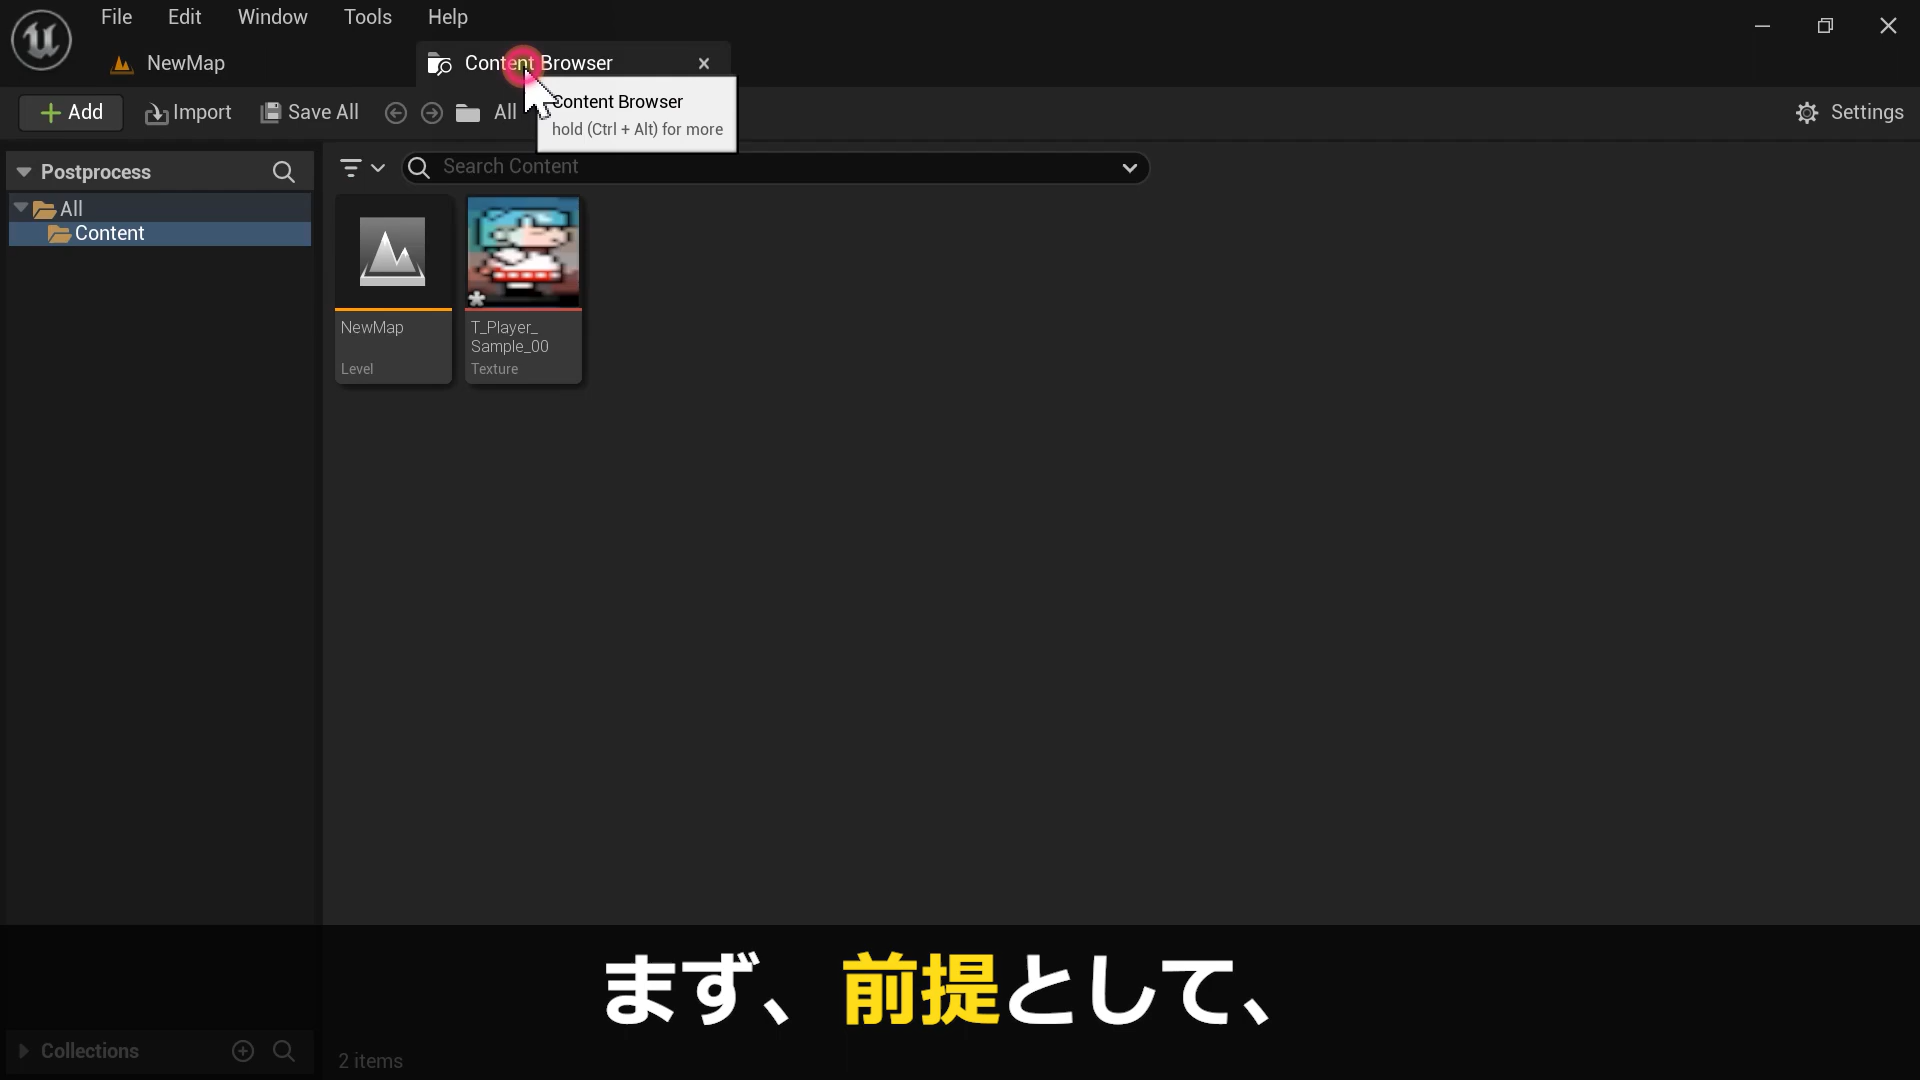 File Edit Window Tools Help
NewMap Content Browser
Add Import Save All All Settings
Content Browser
hold (Ctrl + Alt) for more
Postprocess
Search Content
All
Content
NewMap
Level
T_Player_
Sample_00
Texture
まず、前提として、
Collections
2 items